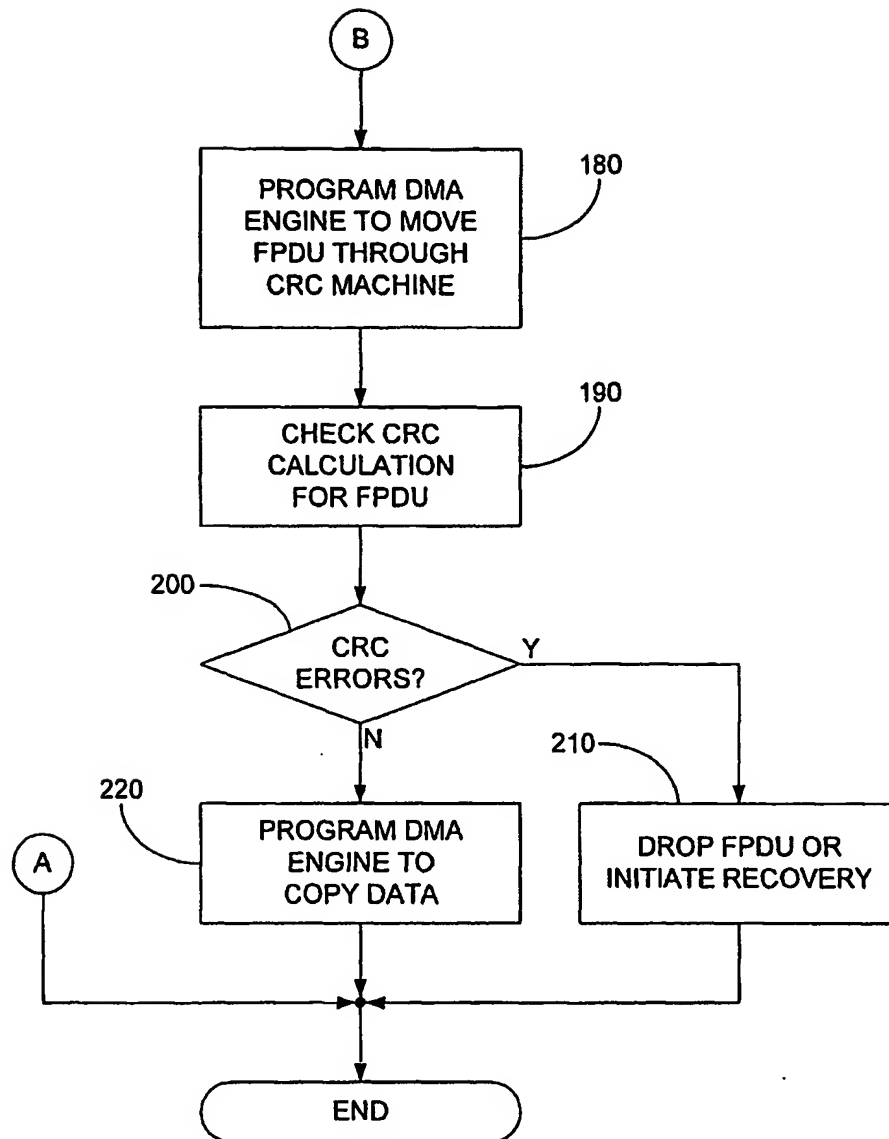 B
PROGRAM DMA
ENGINE TO MOVE
FPDU THROUGH
CRC MACHINE
180
CHECK CRC
CALCULATION
FOR FPDU
190
200
CRC
ERRORS?
Y
N
210
220
PROGRAM DMA
ENGINE TO
COPY DATA
DROP FPDU OR
INITIATE RECOVERY
A
END